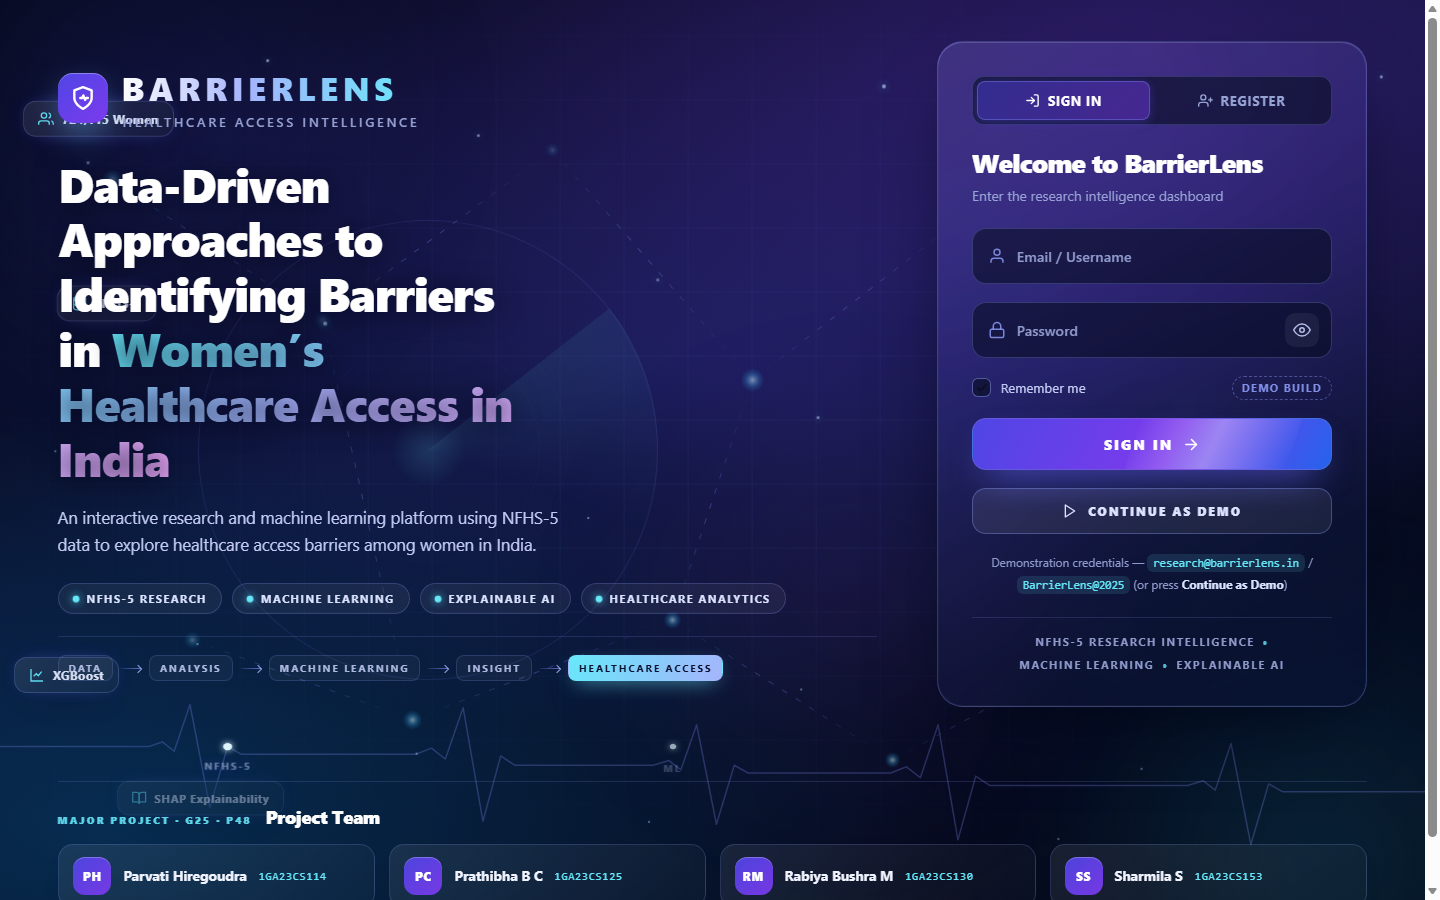 BARRIERLENS
HEALTHCARE ACCESS INTELLIGENCE
Women
Data-Driven
Approaches to
Identifying Barriers
in Women's
Healthcare Access in
India
An interactive research and machine learning platform using NFHS-5
data to explore healthcare access barriers among women in India.
NFHS-5 RESEARCH
MACHINE LEARNING
EXPLAINABLE AI
HEALTHCARE ANALYTICS
DATA
ANALYSIS
MACHINE LEARNING
INSIGHT
HEALTHCARE ACCESS
XGBoost
NFHS-5
ML
SHAP Explainability
SIGN IN
REGISTER
Welcome to BarrierLens
Enter the research intelligence dashboard
Email / Username
Password
Remember me
DEMO BUILD
SIGN IN
CONTINUE AS DEMO
Demonstration credentials — research@barrierlens.in /
BarrierLens@2025 (or press Continue as Demo)
NFHS-5 RESEARCH INTELLIGENCE •
MACHINE LEARNING • EXPLAINABLE AI
MAJOR PROJECT · G25 · P48 Project Team
PH Parvati Hiregoudra 1GA23CS114
PC Prathibha B C 1GA23CS125
RM Rabiya Bushra M 1GA23CS130
SS Sharmila S 1GA23CS153